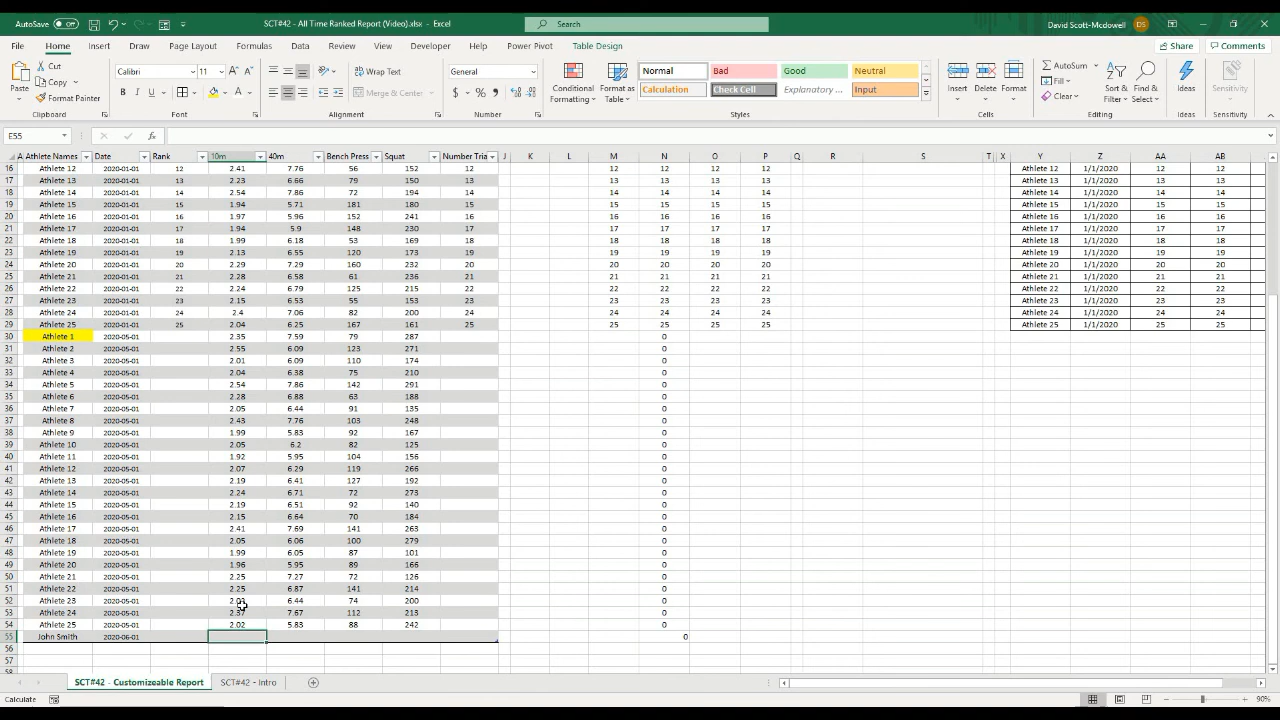 AutoSave Off SCT#42 - All Time Ranked Report (Video).xlsx - Excel Search David Scott-Mcdowell DS
File Home Insert Draw Page Layout Formulas Data Review View Developer Help Power Pivot Table Design Share Comments
Cut Calibri 11 Wrap Text General Normal Bad Good Neutral AutoSum
Copy Fill
Paste Format Painter B I U Merge & Center $ % Conditional Formatting Format as Table Calculation Check Cell Explanatory ... Input Insert Delete Format Clear Sort & Filter Find & Select Ideas Sensitivity
Clipboard Font Alignment Number Styles Cells Editing Ideas Sensitivity
E55 fx
A Athlete Names Date Rank 10m 40m Bench Press Squat Number Tria J K L M N O P Q R S T X Y Z AA AB
16 Athlete 12 2020-01-01 12 2.41 7.76 56 152 12 12 12 12 12 Athlete 12 1/1/2020 12 12
17 Athlete 13 2020-01-01 13 2.23 6.66 79 192 13 13 13 13 13 Athlete 13 1/1/2020 13 13
18 Athlete 14 2020-01-01 14 2.54 7.86 72 194 14 14 14 14 14 Athlete 14 1/1/2020 14 14
19 Athlete 15 2020-01-01 15 1.94 5.71 181 180 15 15 15 15 15 Athlete 15 1/1/2020 15 15
20 Athlete 16 2020-01-01 16 1.97 5.96 152 241 16 16 16 16 16 Athlete 16 1/1/2020 16 16
21 Athlete 17 2020-01-01 17 1.94 5.9 148 230 17 17 17 17 17 Athlete 17 1/1/2020 17 17
22 Athlete 18 2020-01-01 18 1.99 6.18 53 169 18 18 18 18 18 Athlete 18 1/1/2020 18 18
23 Athlete 19 2020-01-01 19 2.13 6.55 120 173 19 19 19 19 19 Athlete 19 1/1/2020 19 19
24 Athlete 20 2020-01-01 20 2.29 7.29 160 232 20 20 20 20 20 Athlete 20 1/1/2020 20 20
25 Athlete 21 2020-01-01 21 2.28 6.58 61 236 21 21 21 21 21 Athlete 21 1/1/2020 21 21
26 Athlete 22 2020-01-01 22 2.24 6.79 125 215 22 22 22 22 22 Athlete 22 1/1/2020 22 22
27 Athlete 23 2020-01-01 23 2.15 6.53 55 153 23 23 23 23 23 Athlete 23 1/1/2020 23 23
28 Athlete 24 2020-01-01 24 2.4 7.06 82 200 24 24 24 24 24 Athlete 24 1/1/2020 24 24
29 Athlete 25 2020-01-01 25 2.04 6.25 167 161 25 25 25 25 25 Athlete 25 1/1/2020 25 25
30 Athlete 1 2020-05-01 2.35 7.59 79 287 0
31 Athlete 2 2020-05-01 2.55 6.09 123 271 0
32 Athlete 3 2020-05-01 2.01 6.09 110 174 0
33 Athlete 4 2020-05-01 2.04 6.38 75 210 0
34 Athlete 5 2020-05-01 2.54 7.86 142 291 0
35 Athlete 6 2020-05-01 2.28 6.88 63 188 0
36 Athlete 7 2020-05-01 2.05 6.44 91 135 0
37 Athlete 8 2020-05-01 2.43 7.76 103 248 0
38 Athlete 9 2020-05-01 1.99 5.83 92 167 0
39 Athlete 10 2020-05-01 2.05 6.2 82 125 0
40 Athlete 11 2020-05-01 1.92 5.95 104 156 0
41 Athlete 12 2020-05-01 2.07 6.29 119 266 0
42 Athlete 13 2020-05-01 2.19 6.41 127 192 0
43 Athlete 14 2020-05-01 2.24 6.71 72 273 0
44 Athlete 15 2020-05-01 2.19 6.51 92 140 0
45 Athlete 16 2020-05-01 2.15 6.64 70 184 0
46 Athlete 17 2020-05-01 2.41 7.69 141 263 0
47 Athlete 18 2020-05-01 2.05 6.06 100 279 0
48 Athlete 19 2020-05-01 1.99 6.05 87 101 0
49 Athlete 20 2020-05-01 1.96 5.95 89 166 0
50 Athlete 21 2020-05-01 2.25 7.27 72 126 0
51 Athlete 22 2020-05-01 2.25 6.87 141 214 0
52 Athlete 23 2020-05-01 6.44 74 200 0
53 Athlete 24 2020-05-01 2.37 7.67 112 213 0
54 Athlete 25 2020-05-01 2.02 5.83 88 242 0
55 John Smith 2020-06-01 0
56
57
58
SCT#42 - Customizeable Report SCT#42 - Intro
Calculate 90%